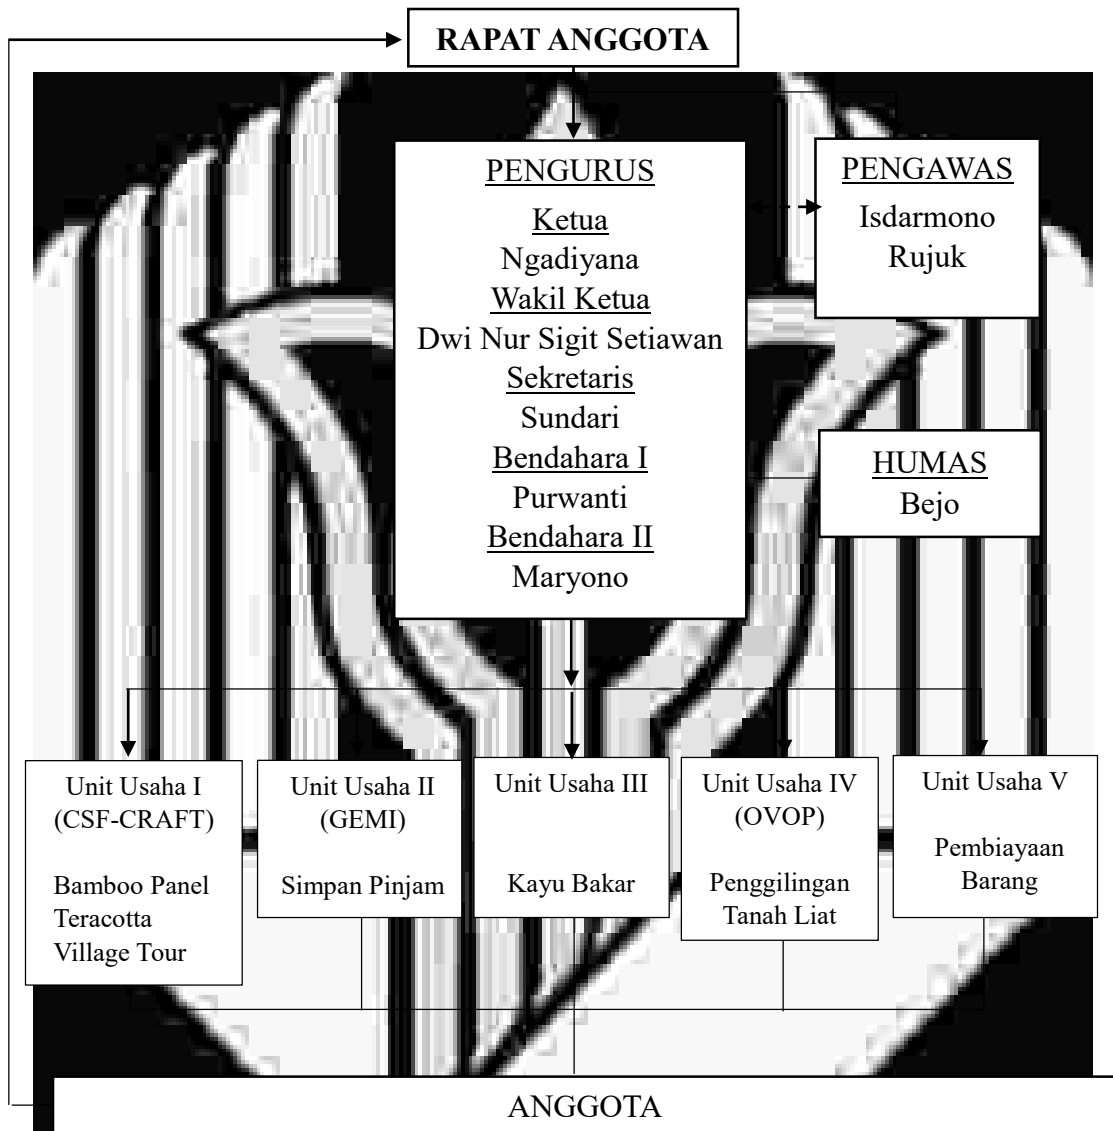 RAPAT ANGGOTA
PENGURUS
Ketua
Ngadiyana
Wakil Ketua
Dwi Nur Sigit Setiawan
Sekretaris
Sundari
Bendahara I
Purwanti
Bendahara II
Maryono
PENGAWAS
Isdarmono
Rujuk
HUMAS
Bejo
Unit Usaha I
(CSF-CRAFT)
Bamboo Panel
Teracotta
Village Tour
Unit Usaha II
(GEMI)
Simpan Pinjam
Unit Usaha III
Kayu Bakar
Unit Usaha IV
(OVOP)
Penggilingan
Tanah Liat
Unit Usaha V
Pembiayaan
Barang
ANGGOTA